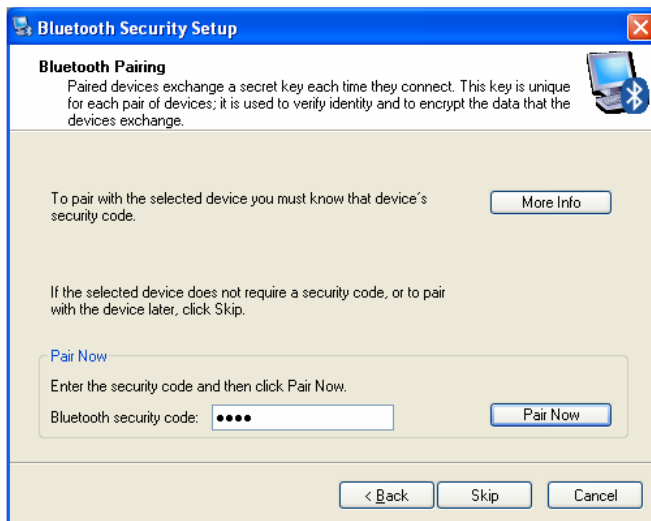 Bluetooth Security Setup
Bluetooth Pairing
Paired devices exchange a secret key each time they connect. This key is unique
for each pair of devices; it is used to verify identity and to encrypt the data that the
devices exchange.
To pair with the selected device you must know that device´s
security code.
More Info
If the selected device does not require a security code, or to pair
with the device later, click Skip.
Pair Now
Enter the security code and then click Pair Now.
Bluetooth security code: ●●●●
Pair Now
< Back
Skip
Cancel